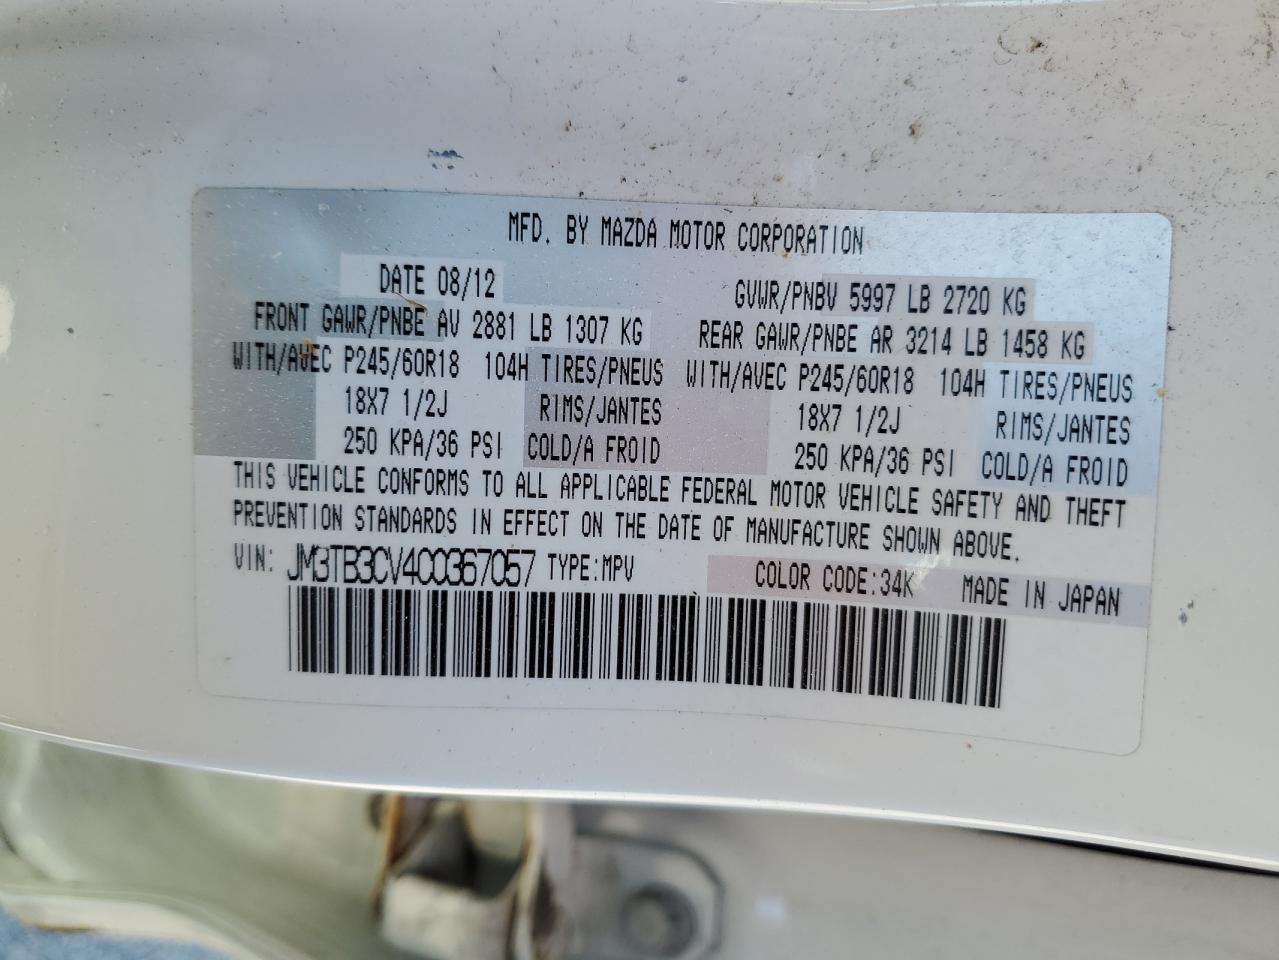 MFD. BY MAZDA MOTOR CORPORATION
DATE 08/12 GVWR/PNBV 5997 LB 2720 KG
FRONT GAWR/PNBE AV 2881 LB 1307 KG REAR GAWR/PNBE AR 3214 LB 1458 KG
WITH/AVEC P245/60R18 104H TIRES/PNEUS WITH/AVEC P245/60R18 104H TIRES/PNEUS
18X7 1/2J RIMS/JANTES 18X7 1/2J RIMS/JANTES
250 KPA/36 PSI COLD/A FROID 250 KPA/36 PSI COLD/A FROID
THIS VEHICLE CONFORMS TO ALL APPLICABLE FEDERAL MOTOR VEHICLE SAFETY AND THEFT
PREVENTION STANDARDS IN EFFECT ON THE DATE OF MANUFACTURE SHOWN ABOVE.
VIN: JM3TB3CV4C0367057 TYPE:MPV COLOR CODE:34K MADE IN JAPAN